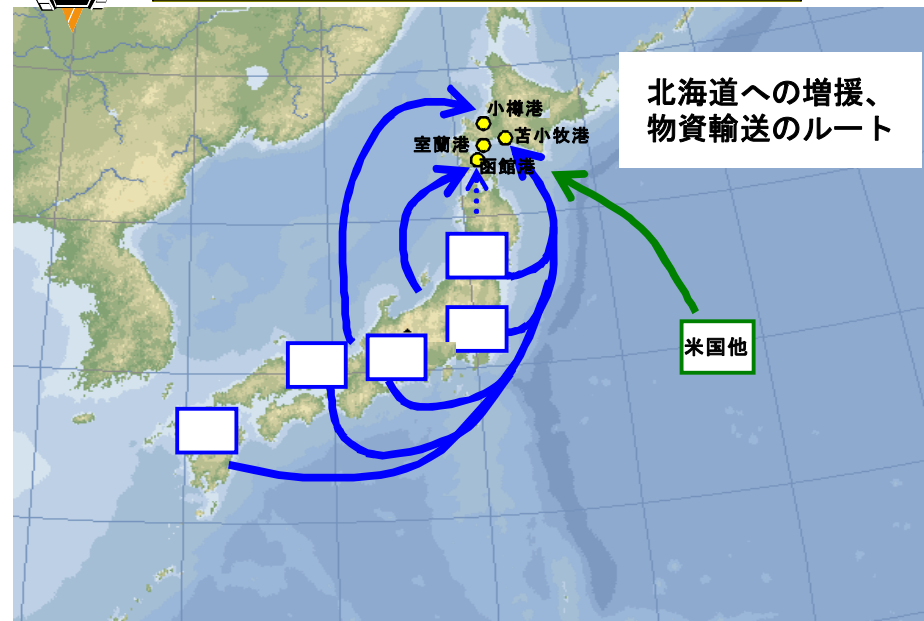 北海道への増援、
物資輸送のルート
小樽港
苫小牧港
室蘭港
函館港
米国他